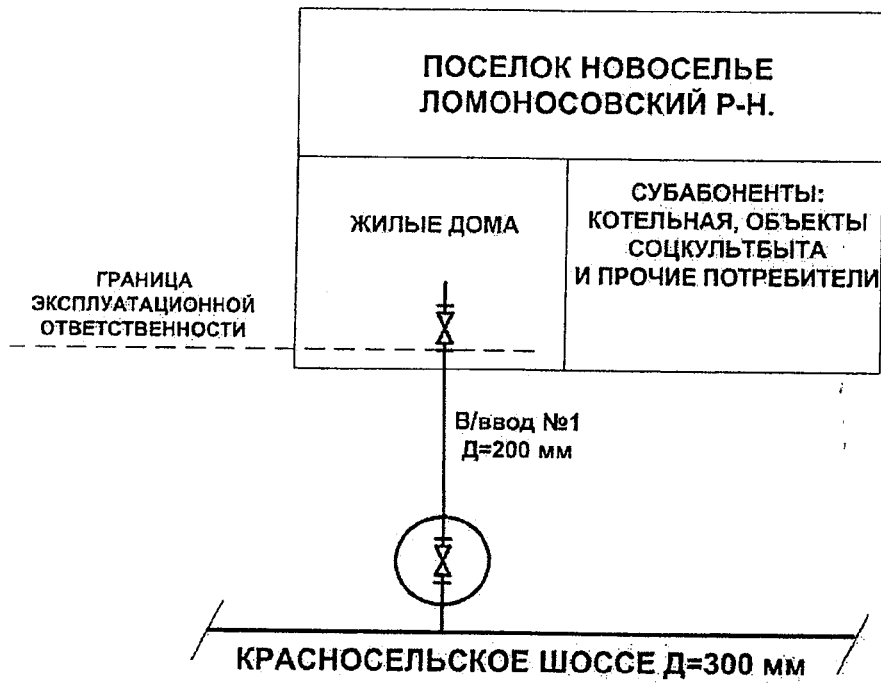 ПОСЕЛОК НОВОСЕЛЬЕ
ЛОМОНОСОВСКИЙ Р-Н.
ЖИЛЫЕ ДОМА
СУБАБОНЕНТЫ:
КОТЕЛЬНАЯ, ОБЪЕКТЫ
СОЦКУЛЬТБЫТА
И ПРОЧИЕ ПОТРЕБИТЕЛИ
ГРАНИЦА
ЭКСПЛУАТАЦИОННОЙ
ОТВЕТСТВЕННОСТИ
В/ввод №1
Д=200 мм
КРАСНОСЕЛЬСКОЕ ШОССЕ Д=300 мм